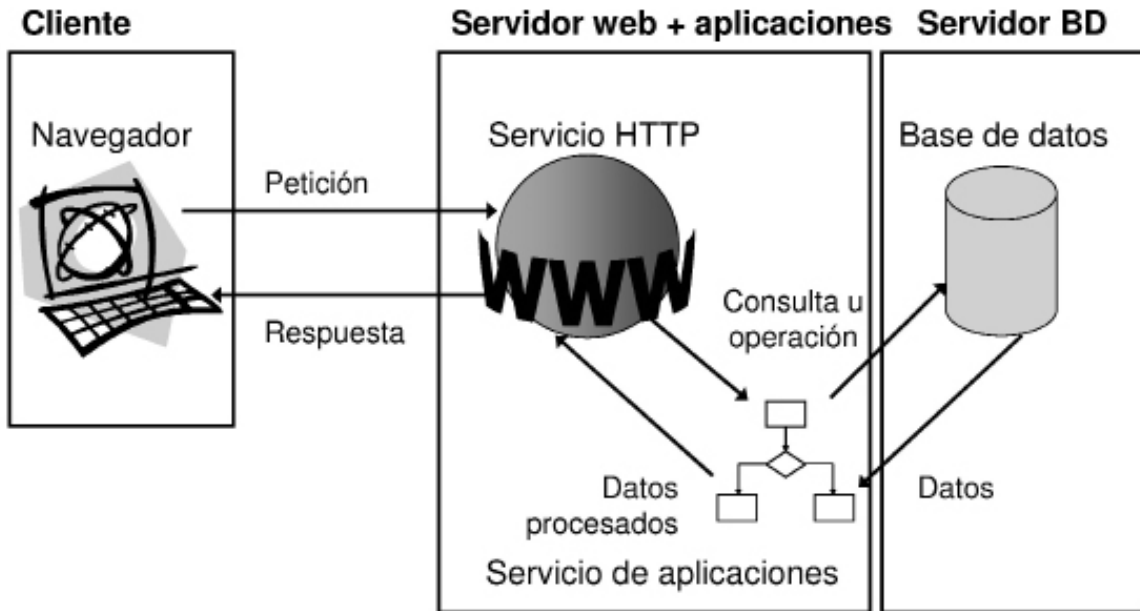 Cliente
Servidor web + aplicaciones
Servidor BD
Navegador
Servicio HTTP
Base de datos
Petición
WWW
Respuesta
Consulta u
operación
Datos
procesados
Datos
Servicio de aplicaciones